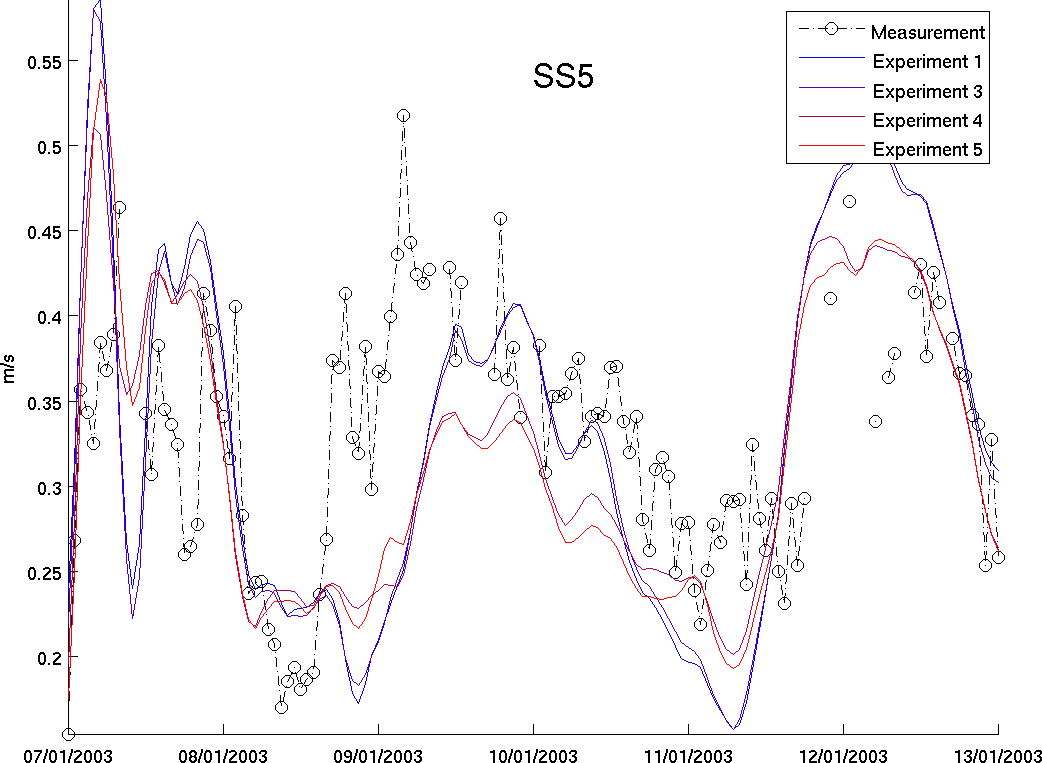 SS5
Measurement
Experiment 1
Experiment 3
Experiment 4
Experiment 5
m/s
0.55
0.5
0.45
0.4
0.35
0.3
0.25
0.2
07/01/2003 08/01/2003 09/01/2003 10/01/2003 11/01/2003 12/01/2003 13/01/2003